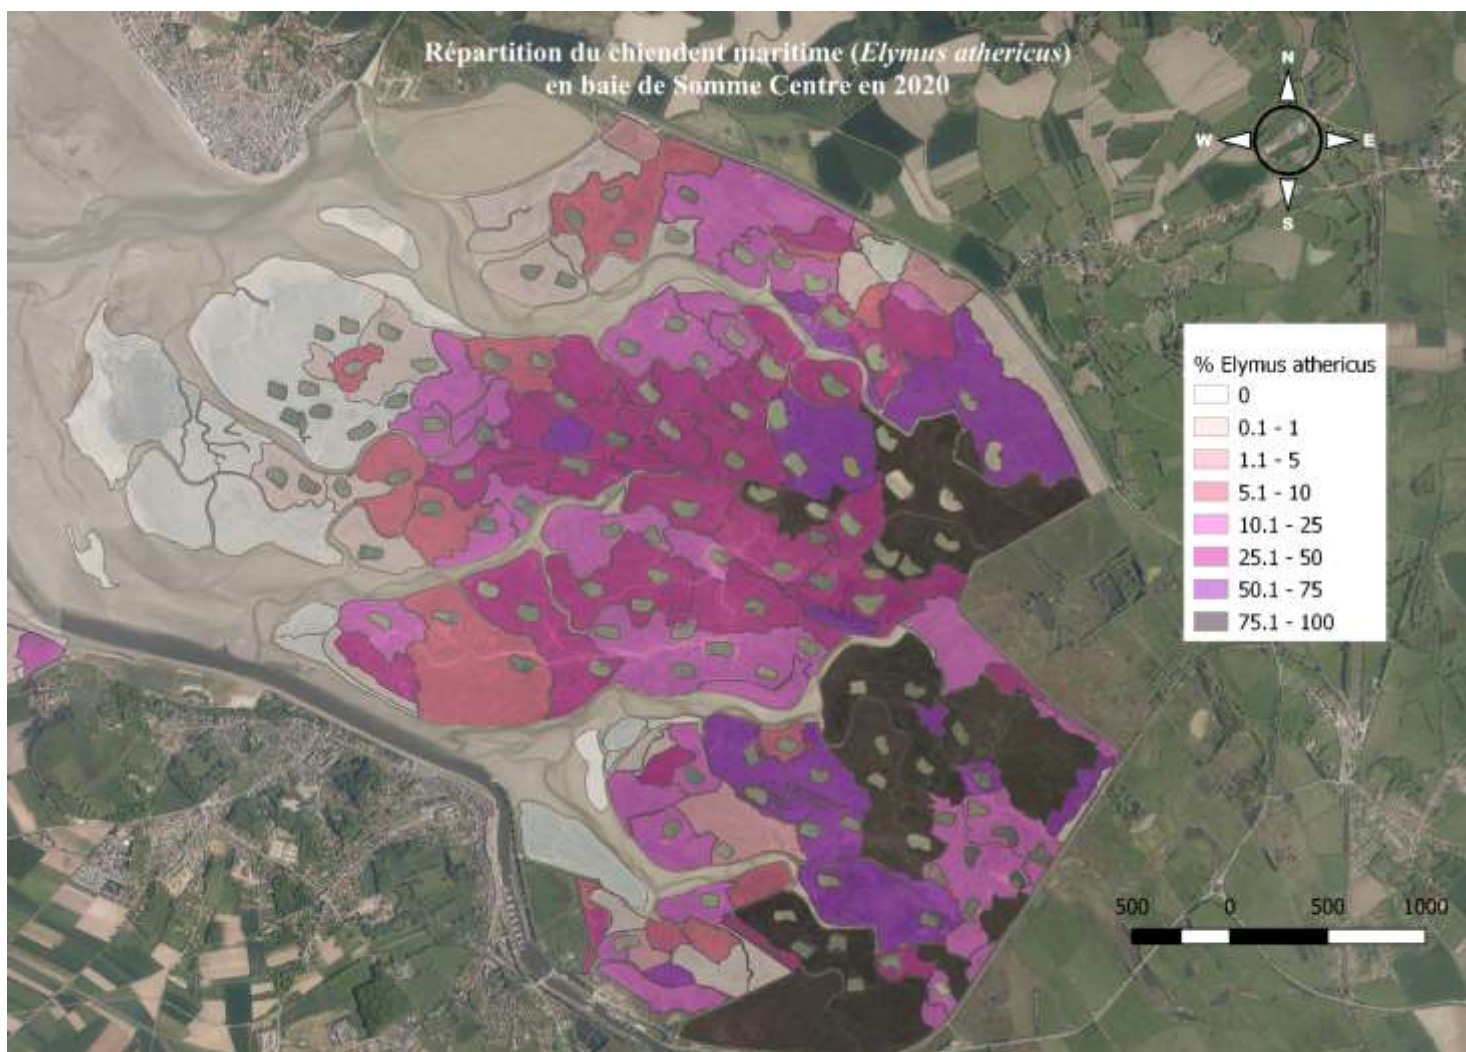 Répartition du chiendent maritime (Elymus athericus)
en baie de Somme Centre en 2020
N
W
E
S
% Elymus athericus
0
0.1 - 1
1.1 - 5
5.1 - 10
10.1 - 25
25.1 - 50
50.1 - 75
75.1 - 100
500 0 500 1000